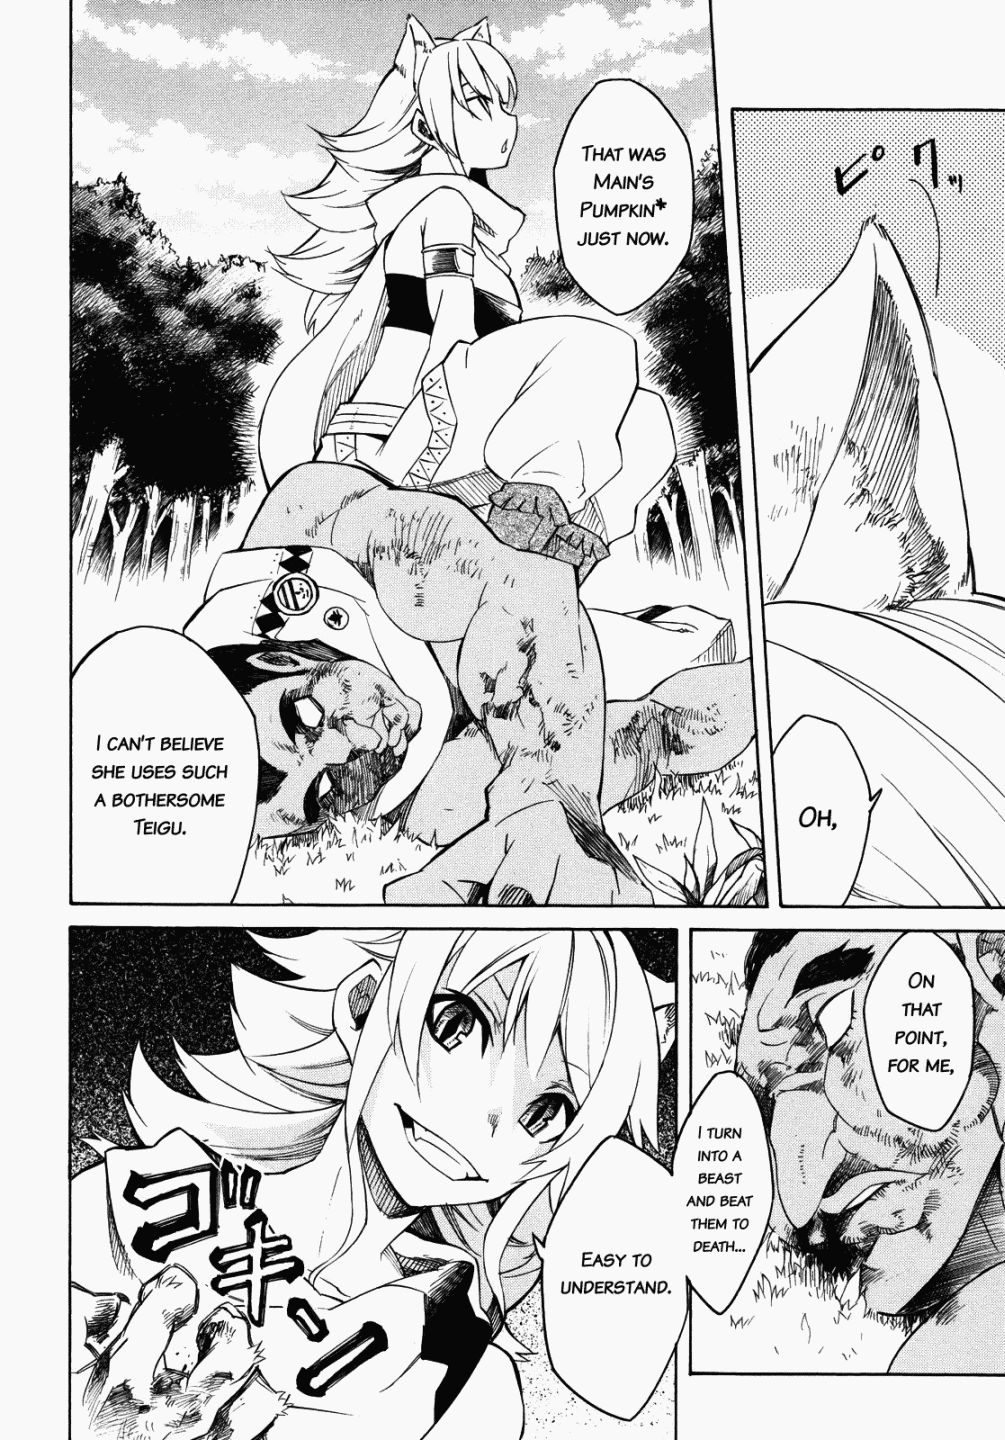 ピクッ
OH,
THAT WAS
MAIN'S
PUMPKIN*
JUST NOW.
I CAN'T BELIEVE
SHE USES SUCH
A BOTHERSOME
TEIGU.
ON
THAT
POINT,
FOR ME,
I TURN
INTO A
BEAST
AND BEAT
THEM TO
DEATH...
EASY TO
UNDERSTAND.
ゴキン